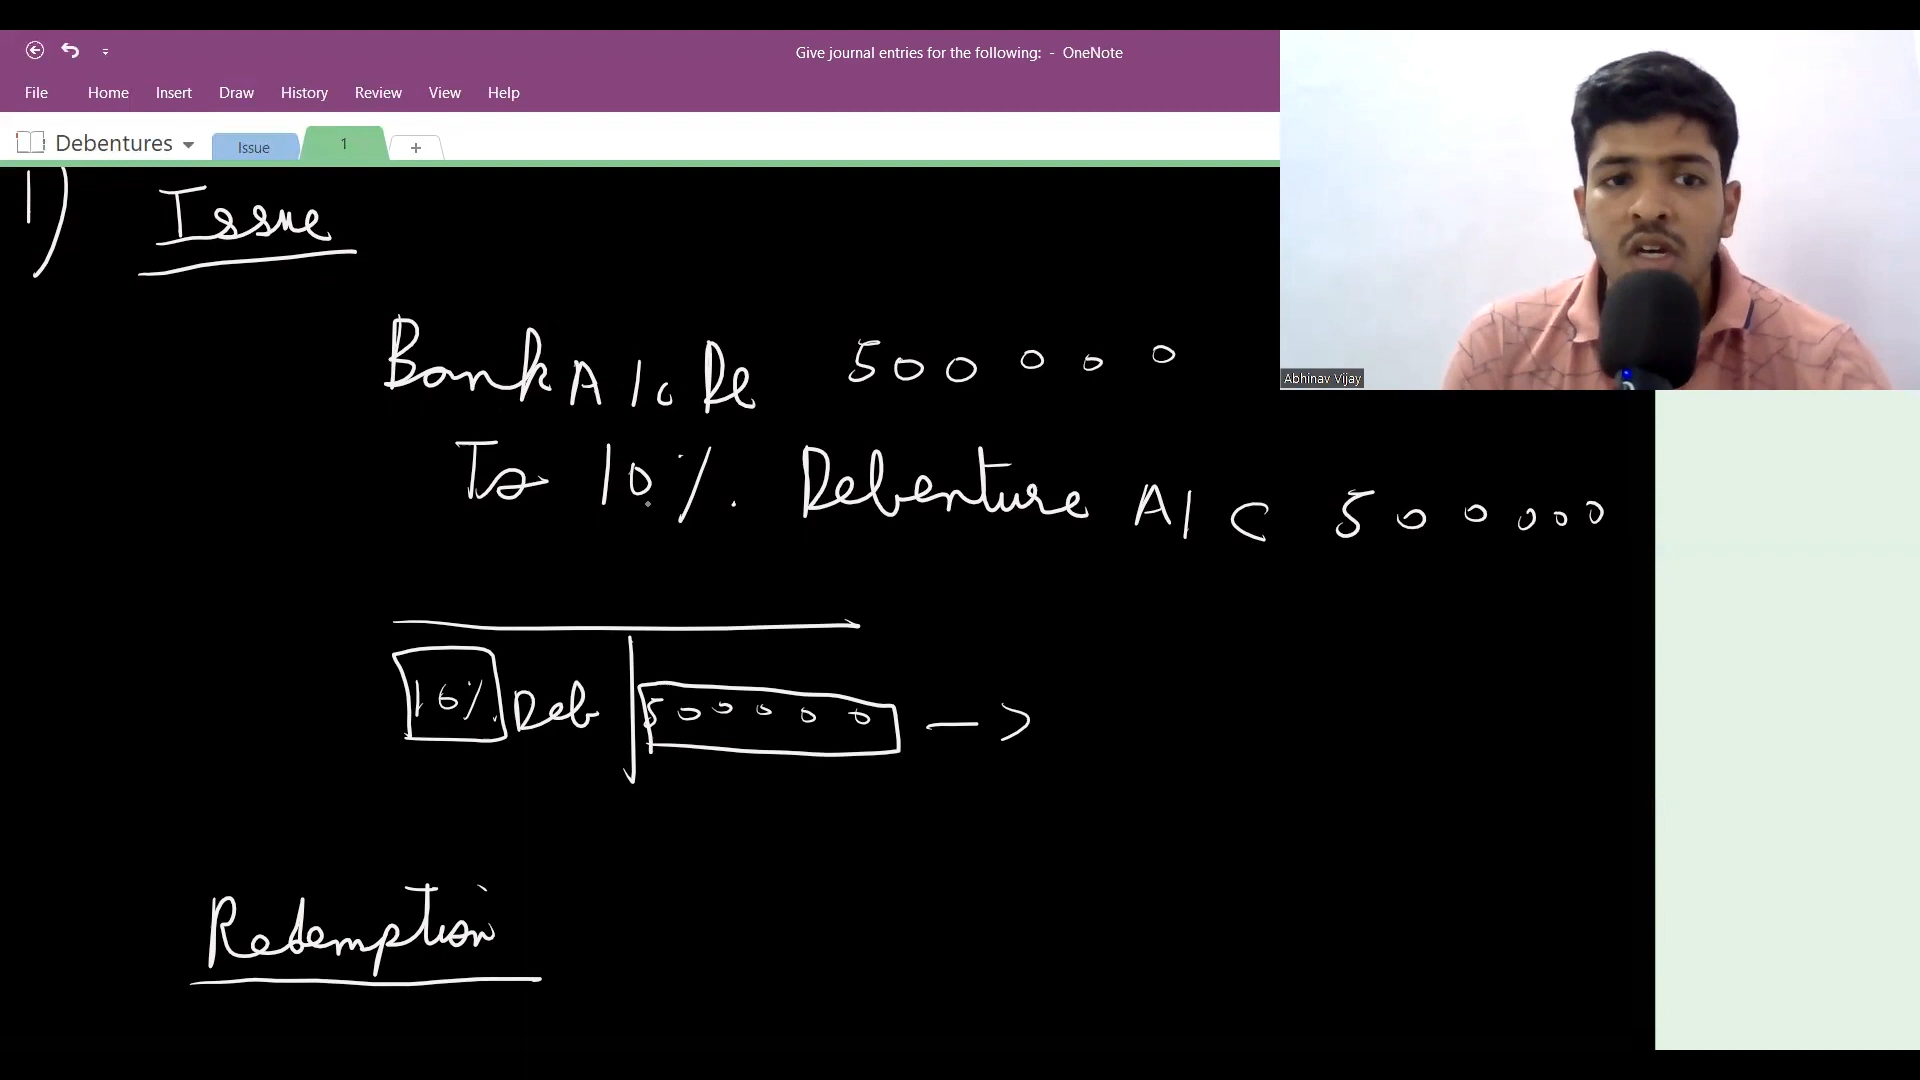 Give journal entries for the following: - OneNote
File Home Insert Draw History Review View Help
Debentures Issue 1 +
1) Issue
Bank A/c Dr 500000
To 10%. Debenture A/C 500000
10%. Deb 500000 —>
Redemption
Abhinav Vijay